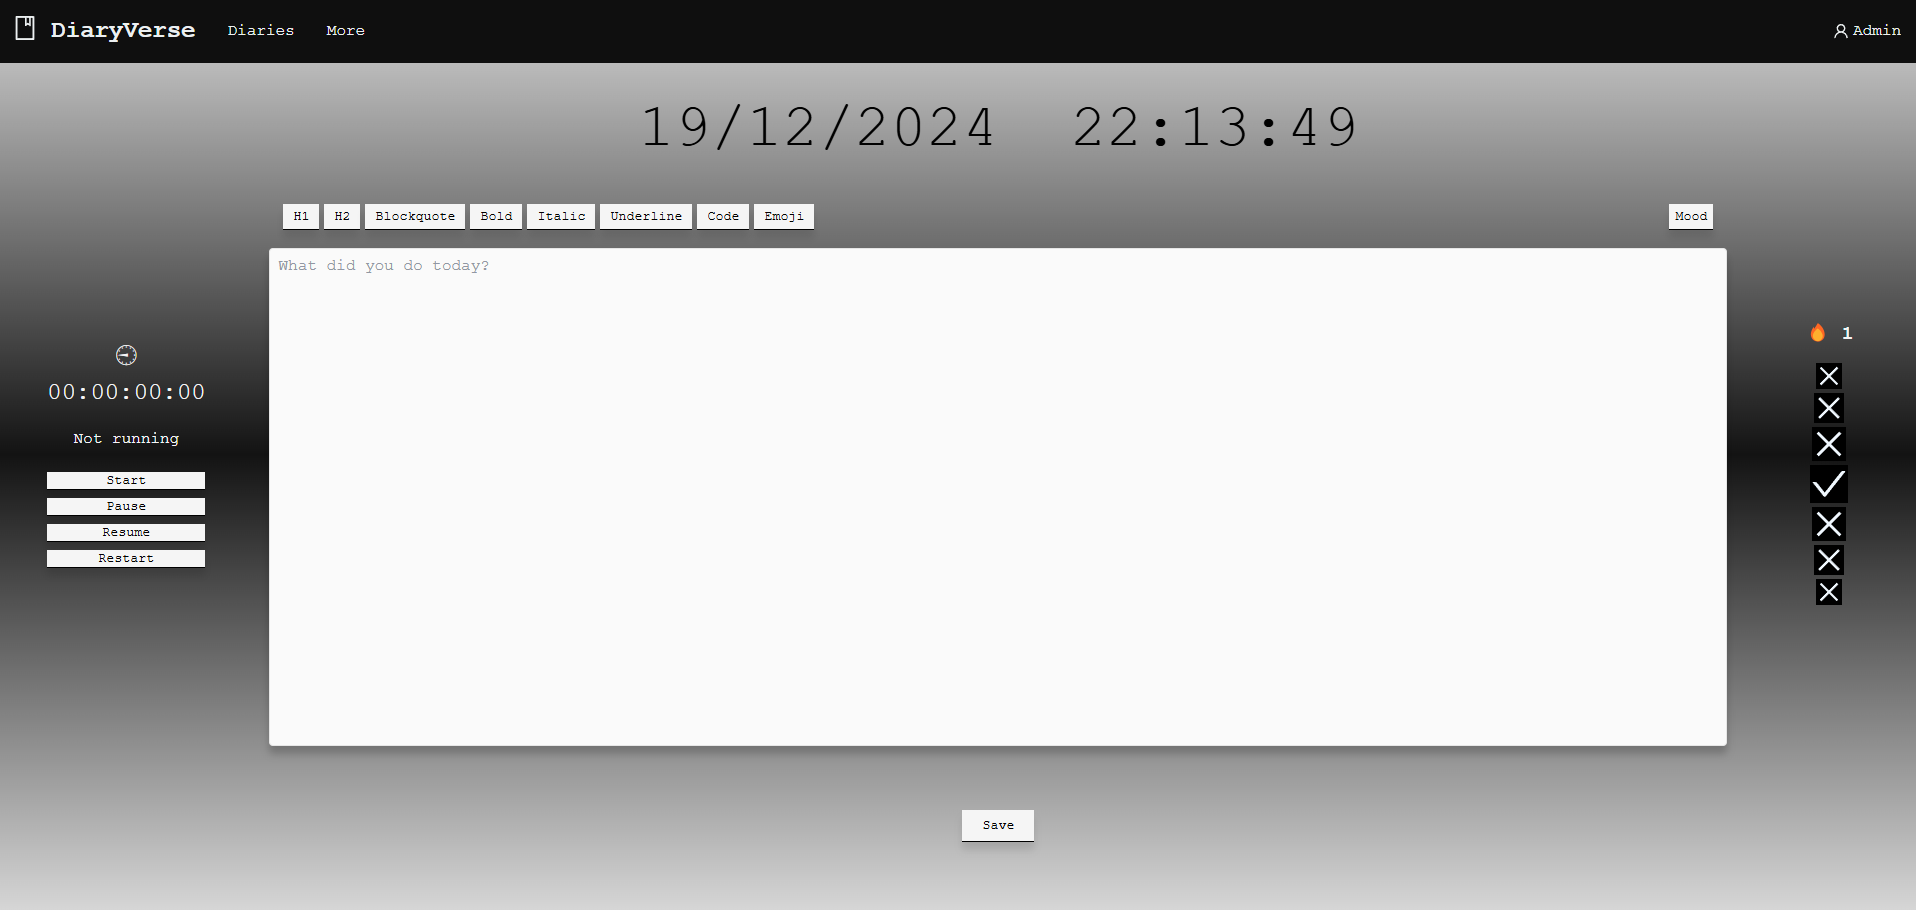 DiaryVerse Diaries More Admin
19/12/2024 22:13:49
H1 H2 Blockquote Bold Italic Underline Code Emoji Mood
What did you do today?
1
00:00:00:00
Not running
Start
Pause
Resume
Restart
Save